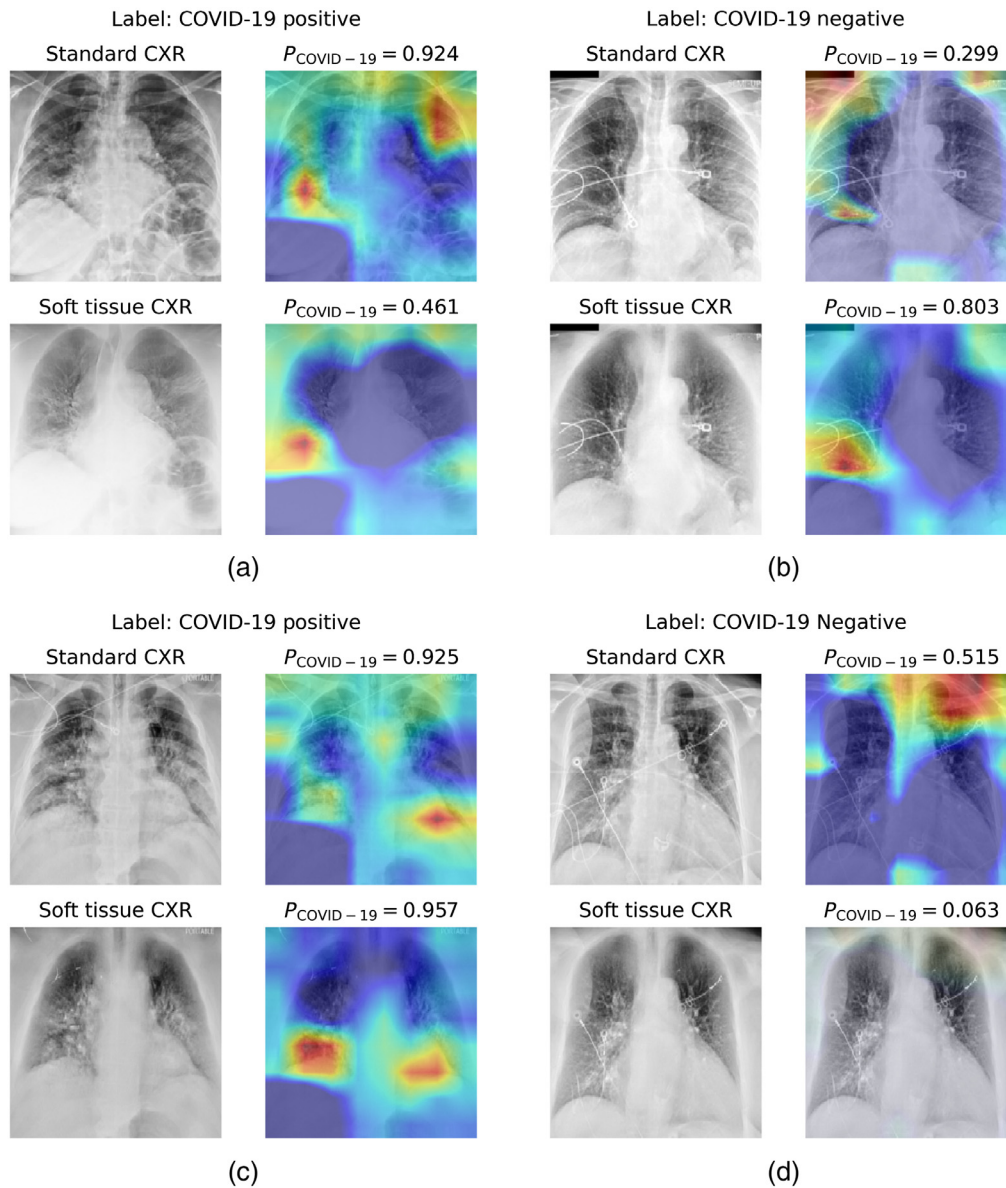 Label: COVID-19 positive
Standard CXR
P_COVID−19 = 0.924
Soft tissue CXR
P_COVID−19 = 0.461
(a)
Label: COVID-19 negative
Standard CXR
P_COVID−19 = 0.299
Soft tissue CXR
P_COVID−19 = 0.803
(b)
Label: COVID-19 positive
Standard CXR
P_COVID−19 = 0.925
PORTABLE
Soft tissue CXR
P_COVID−19 = 0.957
PORTABLE
(c)
Label: COVID-19 Negative
Standard CXR
P_COVID−19 = 0.515
Soft tissue CXR
P_COVID−19 = 0.063
(d)